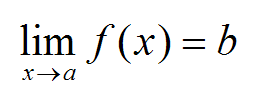 lim f(x) = b
x→a